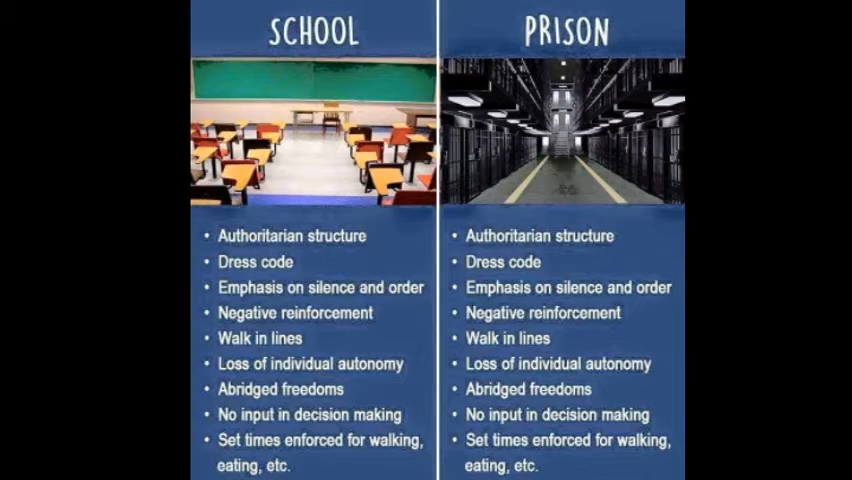 SCHOOL
• Authoritarian structure
• Dress code
• Emphasis on silence and order
• Negative reinforcement
• Walk in lines
• Loss of individual autonomy
• Abridged freedoms
• No input in decision making
• Set times enforced for walking,
eating, etc.
PRISON
• Authoritarian structure
• Dress code
• Emphasis on silence and order
• Negative reinforcement
• Walk in lines
• Loss of individual autonomy
• Abridged freedoms
• No input in decision making
• Set times enforced for walking,
eating, etc.